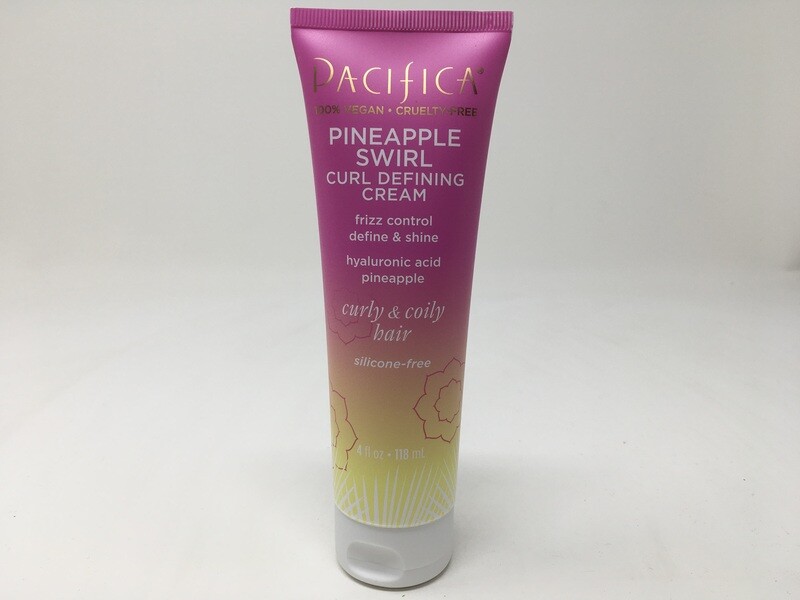 PACIFICA
100% VEGAN • CRUELTY-FREE
PINEAPPLE
SWIRL
CURL DEFINING
CREAM
frizz control
define & shine
hyaluronic acid
pineapple
curly & coily
hair
silicone-free
4 fl oz • 118 mL